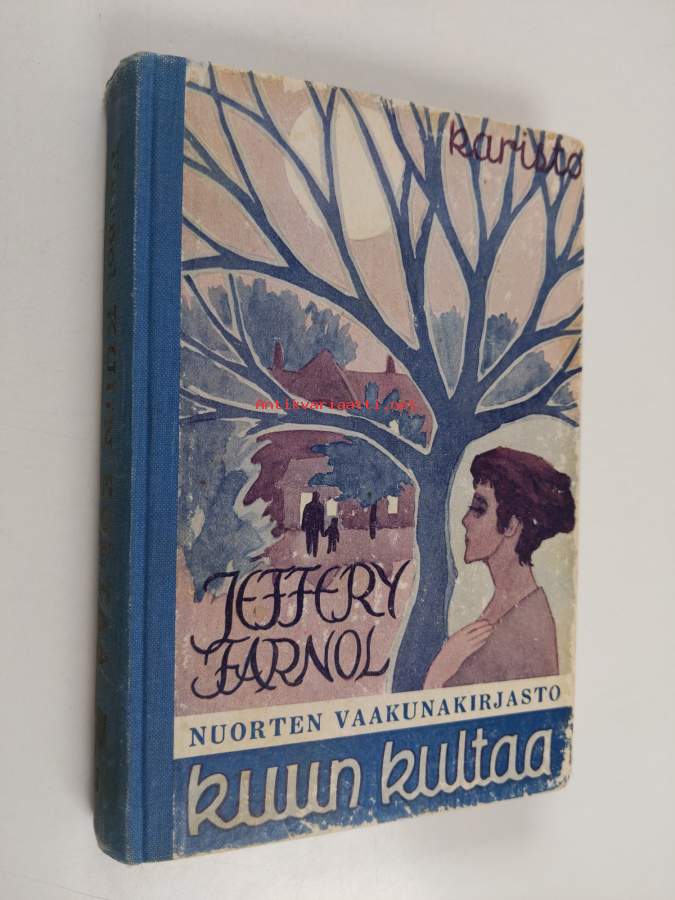 karisto
Antikvariaatti.net
JEFFERY
FARNOL
NUORTEN VAAKUNAKIRJASTO
kuun kultaa